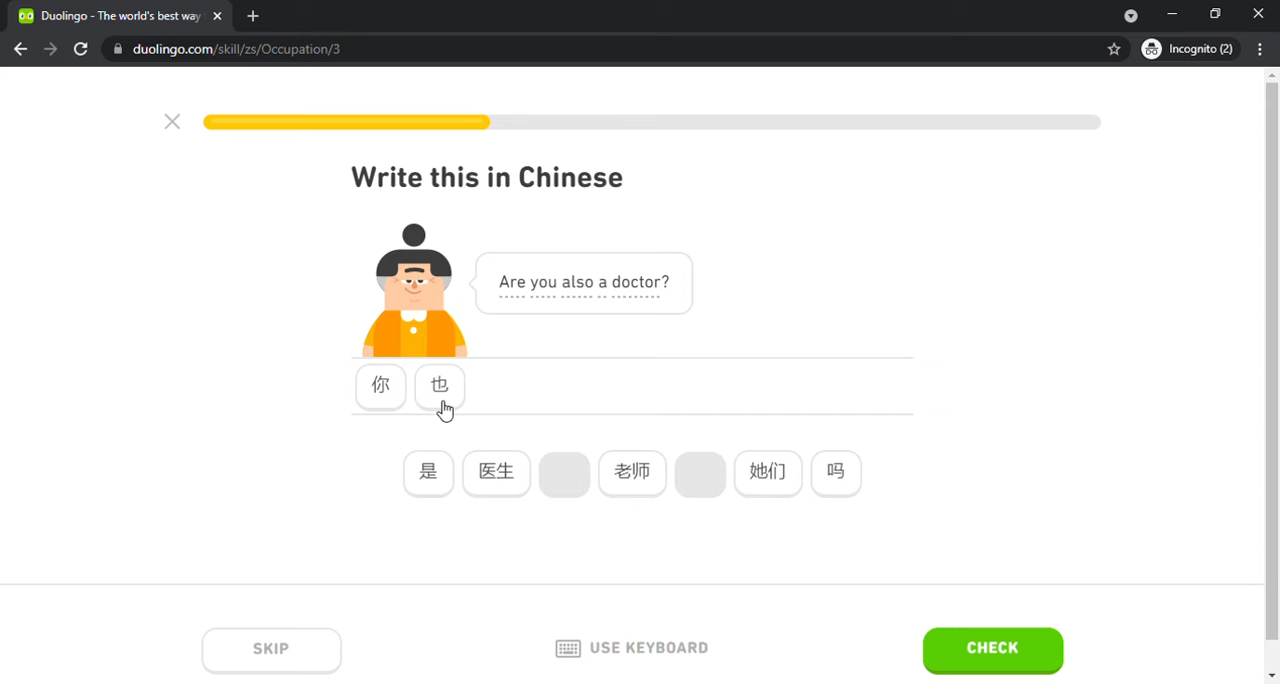 Duolingo - The world's best way
duolingo.com/skill/zs/Occupation/3
Incognito (2)
Write this in Chinese
Are you also a doctor?
你 也
是 医生 老师 她们 吗
SKIP
USE KEYBOARD
CHECK